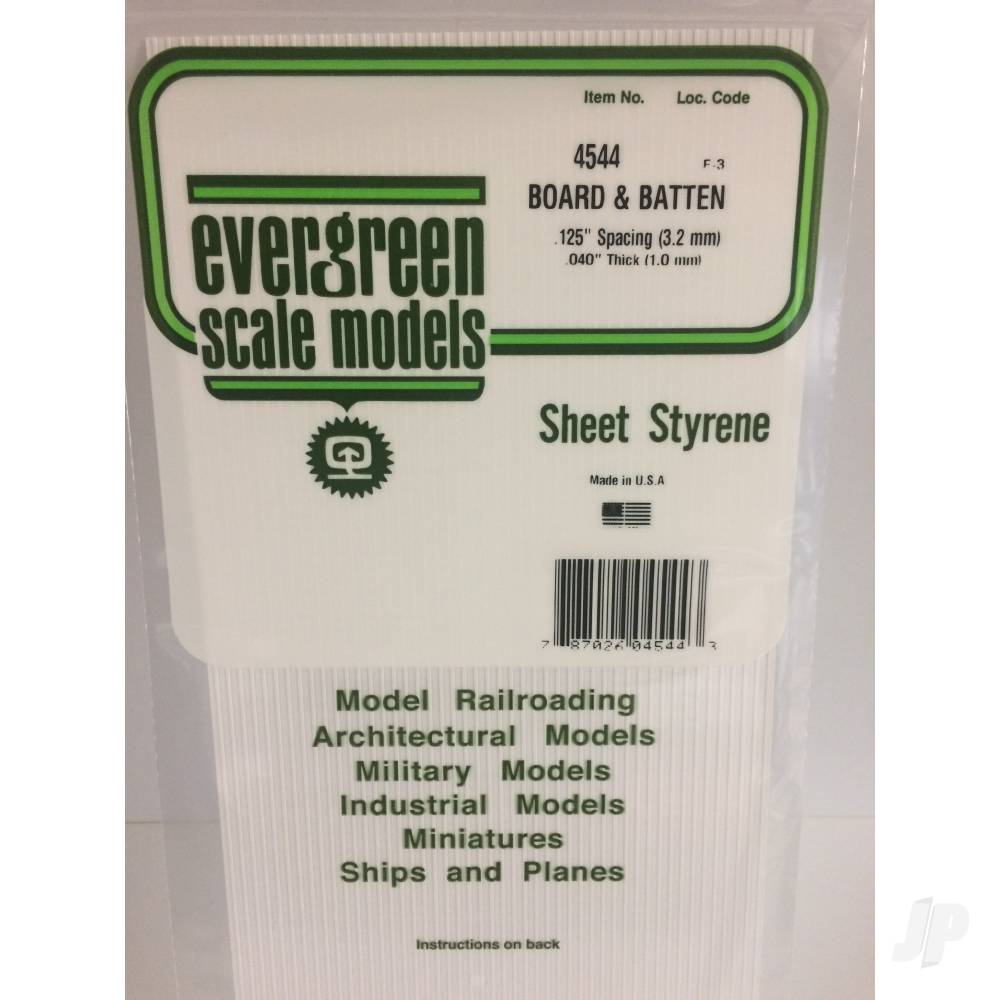 Item No. Loc. Code
4544 F-3
BOARD & BATTEN
.125" Spacing (3.2 mm)
.040" Thick (1.0 mm)
evergreen
scale models
Sheet Styrene
Made in U.S.A
7 87026 04544 3
Model Railroading
Architectural Models
Military Models
Industrial Models
Miniatures
Ships and Planes
Instructions on back
JP